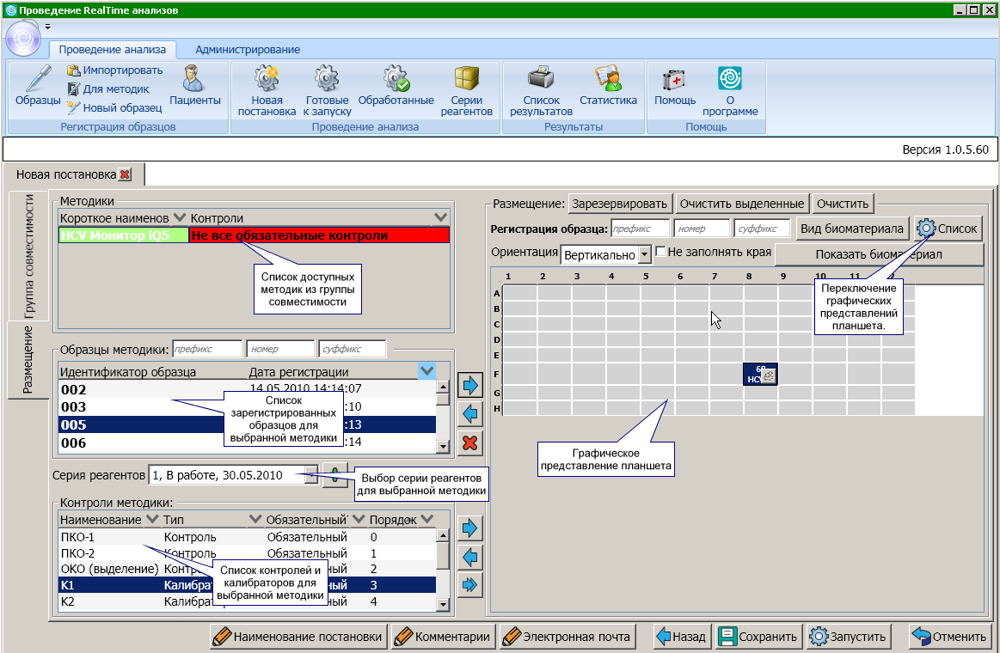 Проведение RealTime анализов
Проведение анализа
Администрирование
Образцы
Импортировать
Для методик
Новый образец
Пациенты
Регистрация образцов
Новая
постановка
Готовые
к запуску
Обработанные
Серии
реагентов
Проведение анализа
Список
результатов
Статистика
Результаты
Помощь
О
программе
Помощь
Версия 1.0.5.60
Новая постановка
Группа совместимости
Размещение
Методики
Короткое наименов Контроли
HCV Монитор iQ5 Не все обязательные контроли
Список доступных
методик из группы
совместимости
Образцы методики: префикс номер суффикс
Идентификатор образца Дата регистрации
002 14.05.2010 14:14:07
003 :10
005 :13
006 :14
Список
зарегистрированных
образцов для
выбранной методики
Серия реагентов 1, В работе, 30.05.2010
Выбор серии реагентов
для выбранной методики
Контроли методики:
Наименование Тип Обязательный Порядок
ПКО-1 Контроль Обязательный 0
ПКО-2 Контроль Обязательный 1
ОКО (выделение) Контро Обязательный 2
К1 Калибрат Обязательный 3
К2 Калибрат Обязательный 4
Список контролей и
калибраторов для
выбранной методики
Размещение: Зарезервировать Очистить выделенные Очистить
Регистрация образца: префикс номер суффикс Вид биоматериала Список
Ориентация Вертикально Не заполнять края Показать биоматериал
1 2 3 4 5 6 7 8 9 10 11
A
B
C
D
E
F
G
H
HCV
Переключение
графических
представлений
планшета.
Графическое
представление планшета
Наименование постановки
Комментарии
Электронная почта
Назад
Сохранить
Запустить
Отменить